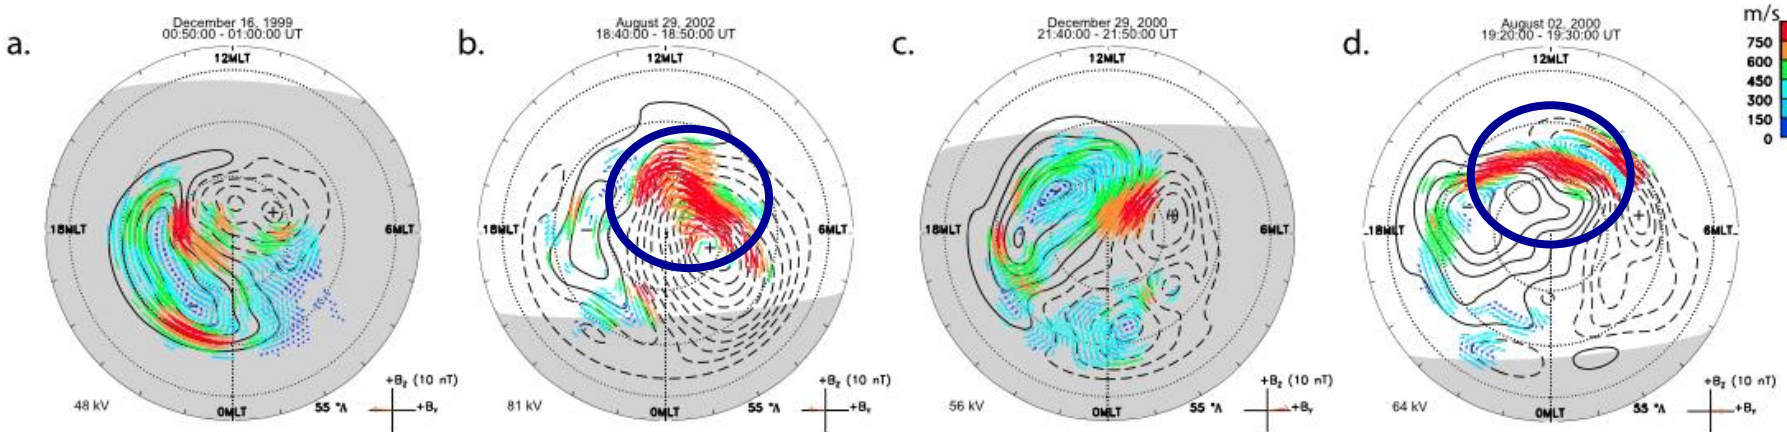 a.
December 16, 1999
00:50:00 - 01:00:00 UT
12MLT
18MLT
0MLT
48 kV
55 °Λ
+B_Z (10 nT)
+B_Y
b.
August 29, 2002
18:40:00 - 18:50:00 UT
12MLT
18MLT
6MLT
0MLT
81 kV
55 °Λ
+B_Z (10 nT)
+B_Y
c.
December 29, 2000
21:40:00 - 21:50:00 UT
12MLT
18MLT
6MLT
0MLT
56 kV
55 °Λ
+B_Z (10 nT)
+B_Y
d.
August 02, 2000
19:20:00 - 19:30:00 UT
12MLT
18MLT
6MLT
0MLT
64 kV
55 °Λ
+B_Z (10 nT)
+B_Y
m/s
750
600
450
300
150
0
6MLT